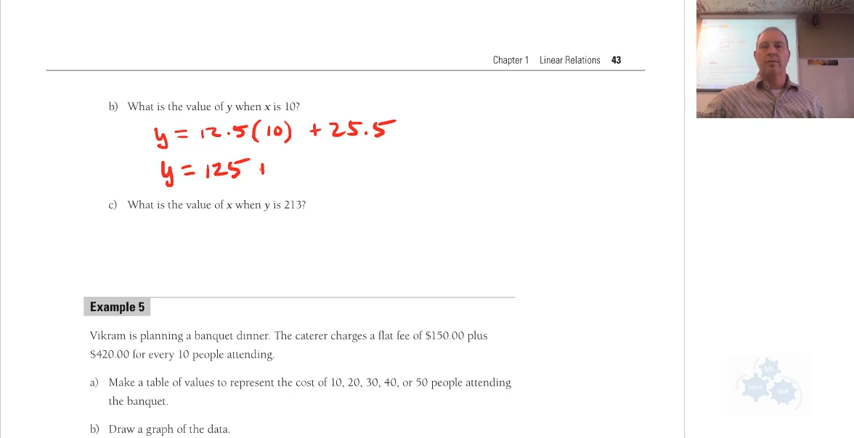 Chapter 1 Linear Relations 43
b) What is the value of y when x is 10?
y = 12.5(10) + 25.5
y = 125 +
c) What is the value of x when y is 213?
Example 5
Vikram is planning a banquet dinner. The caterer charges a flat fee of $150.00 plus
$420.00 for every 10 people attending.
a) Make a table of values to represent the cost of 10, 20, 30, 40, or 50 people attending
the banquet.
b) Draw a graph of the data.